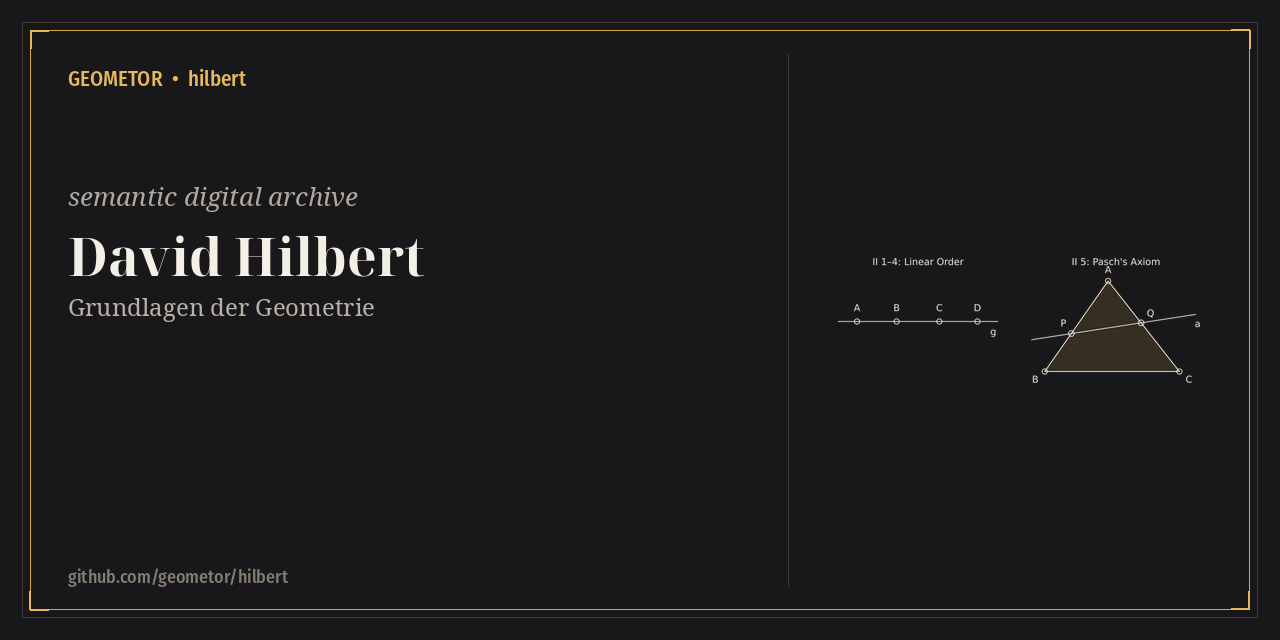 GEOMETOR • hilbert
semantic digital archive
David Hilbert
Grundlagen der Geometrie
github.com/geometor/hilbert
II 1–4: Linear Order
A B C D
g
II 5: Pasch's Axiom
A
P Q
a
B C